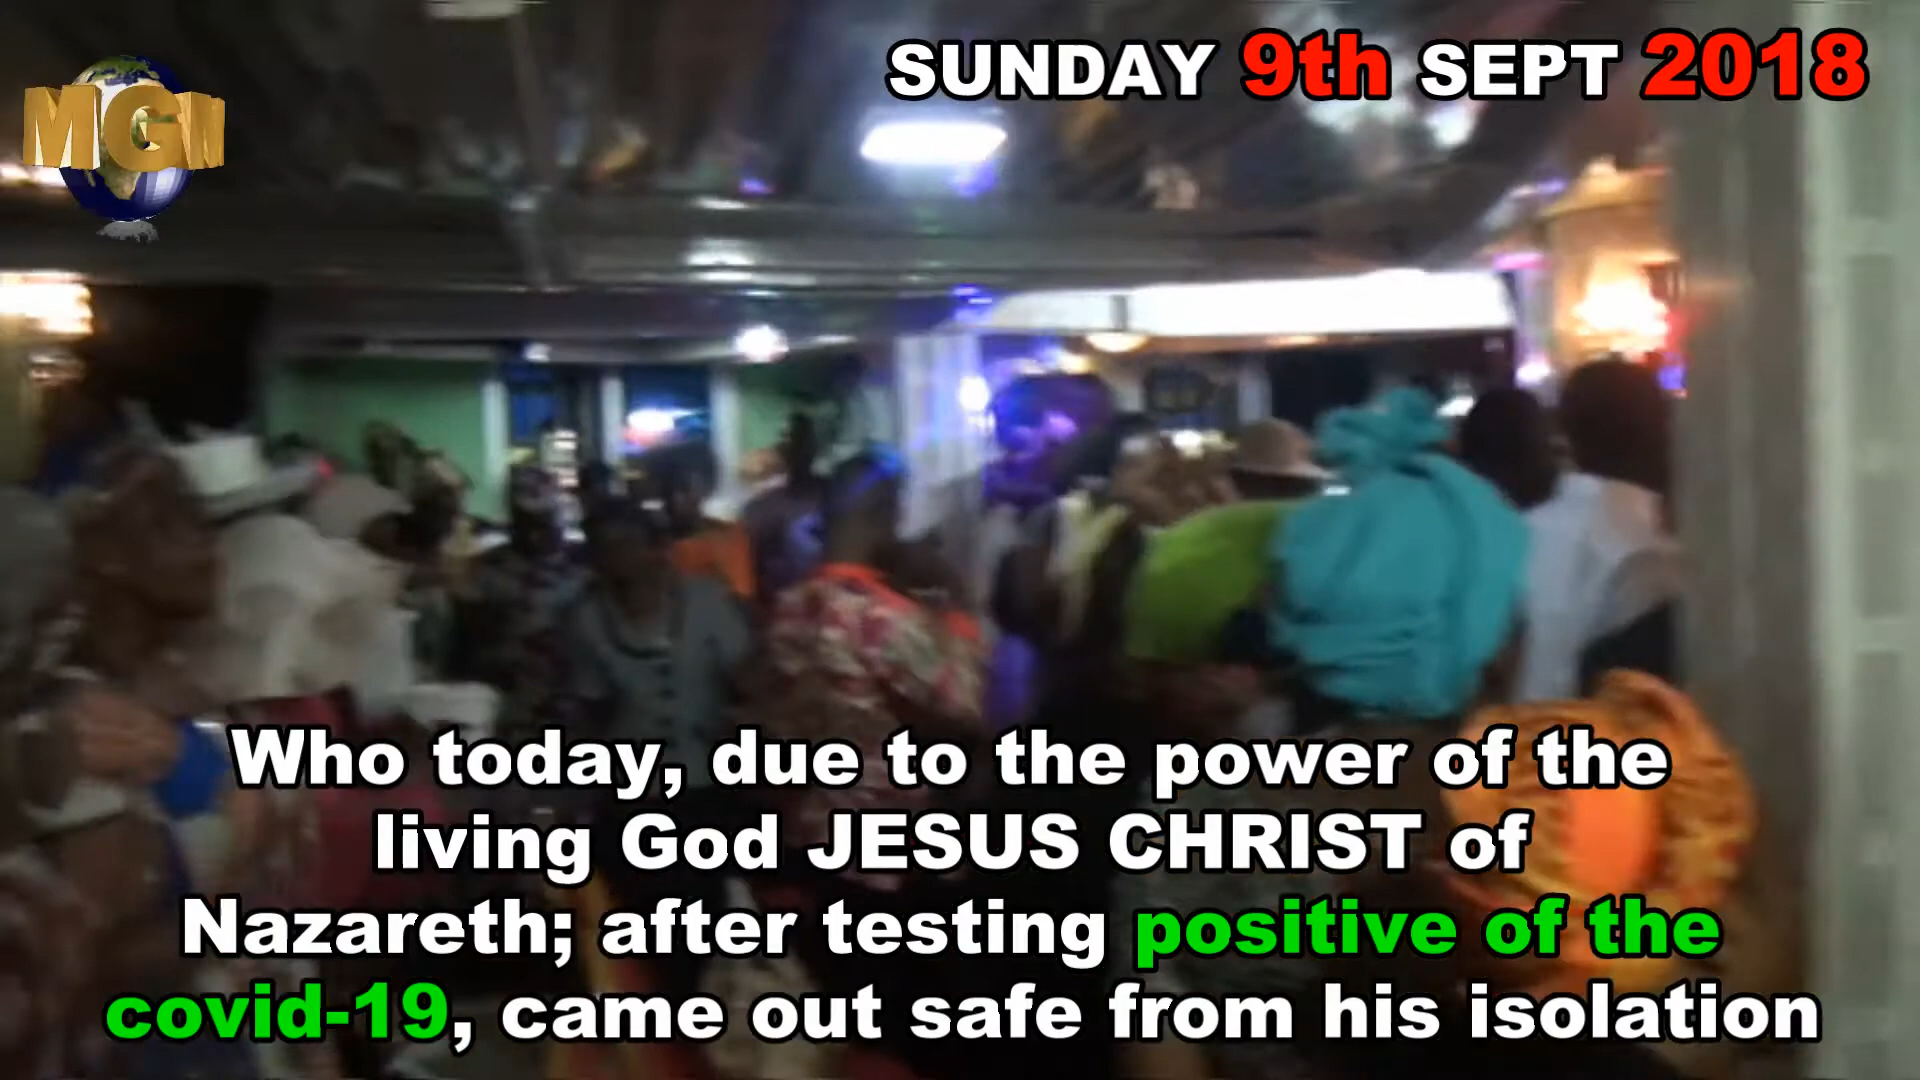 SUNDAY 9th SEPT 2018
MGM
Who today, due to the power of the
living God JESUS CHRIST of
Nazareth; after testing positive of the
covid-19, came out safe from his isolation